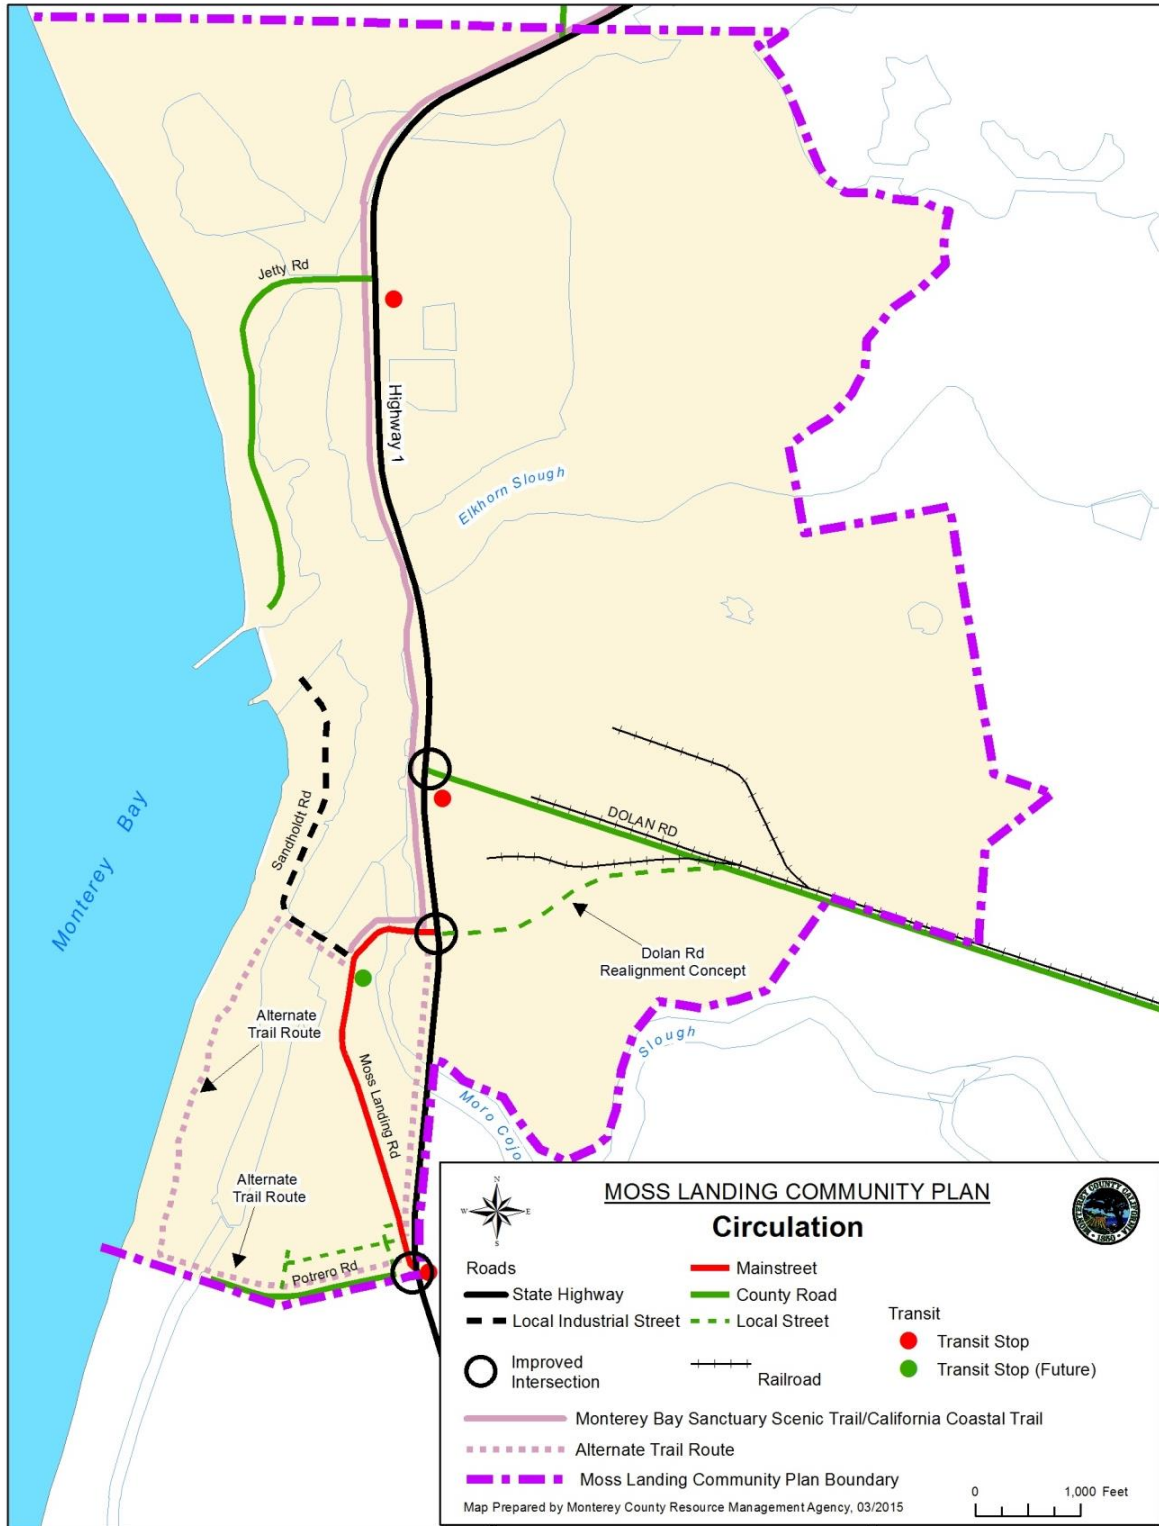 Jetty Rd
Highway 1
Elkhorn Slough
Monterey Bay
Sandholdt Rd
DOLAN RD
Dolan Rd
Realignment Concept
Alternate
Trail Route
Moss Landing Rd
Slough
Moro Cojo
Alternate
Trail Route
Potrero Rd
N
W
E
S
MOSS LANDING COMMUNITY PLAN
Circulation
MONTEREY COUNTY CALIFORNIA
1850
Roads
Mainstreet
State Highway
County Road
Local Industrial Street
Local Street
Transit
Transit Stop
Improved
Intersection
Railroad
Transit Stop (Future)
Monterey Bay Sanctuary Scenic Trail/California Coastal Trail
Alternate Trail Route
Moss Landing Community Plan Boundary
Map Prepared by Monterey County Resource Management Agency, 03/2015
0
1,000 Feet